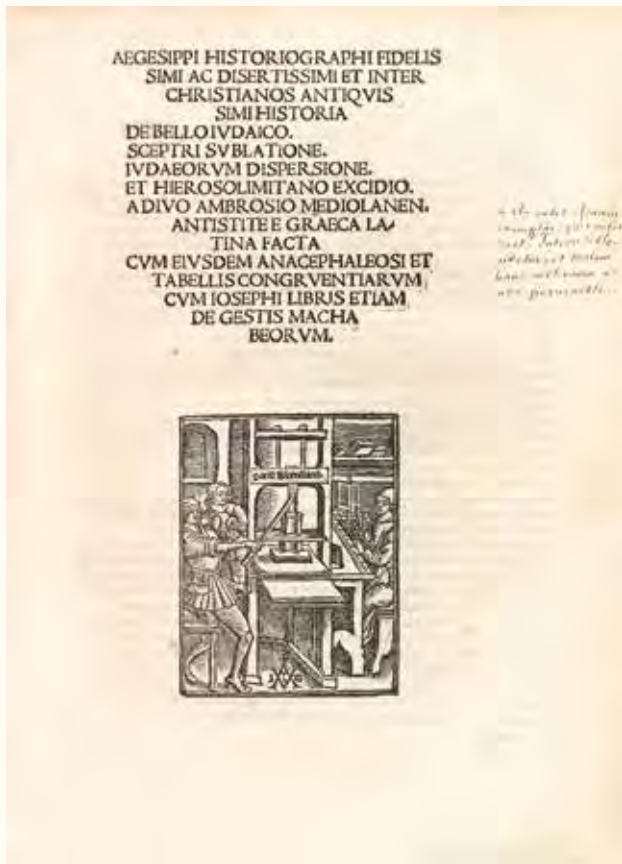 AEGESIPPI HISTORIOGRAPHI FIDELIS
SIMI AC DISERTISSIMI ET INTER
CHRISTIANOS ANTIQVIS
SIMI HISTORIA
DE BELLO IVDAICO.
SCEPTRI SVBLATIONE.
IVDAEORVM DISPERSIONE.
ET HIEROSOLIMITANO EXCIDIO.
A DIVO AMBROSIO MEDIOLANEN.
ANTISTITE E GRAECA LA-
TINA FACTA
CVM EIVSDEM ANACEPHALEOSI ET
TABELLIS CONGRVENTIARVM
CVM IOSEPHI LIBRIS ETIAM
DE GESTIS MACHA
BEORVM.